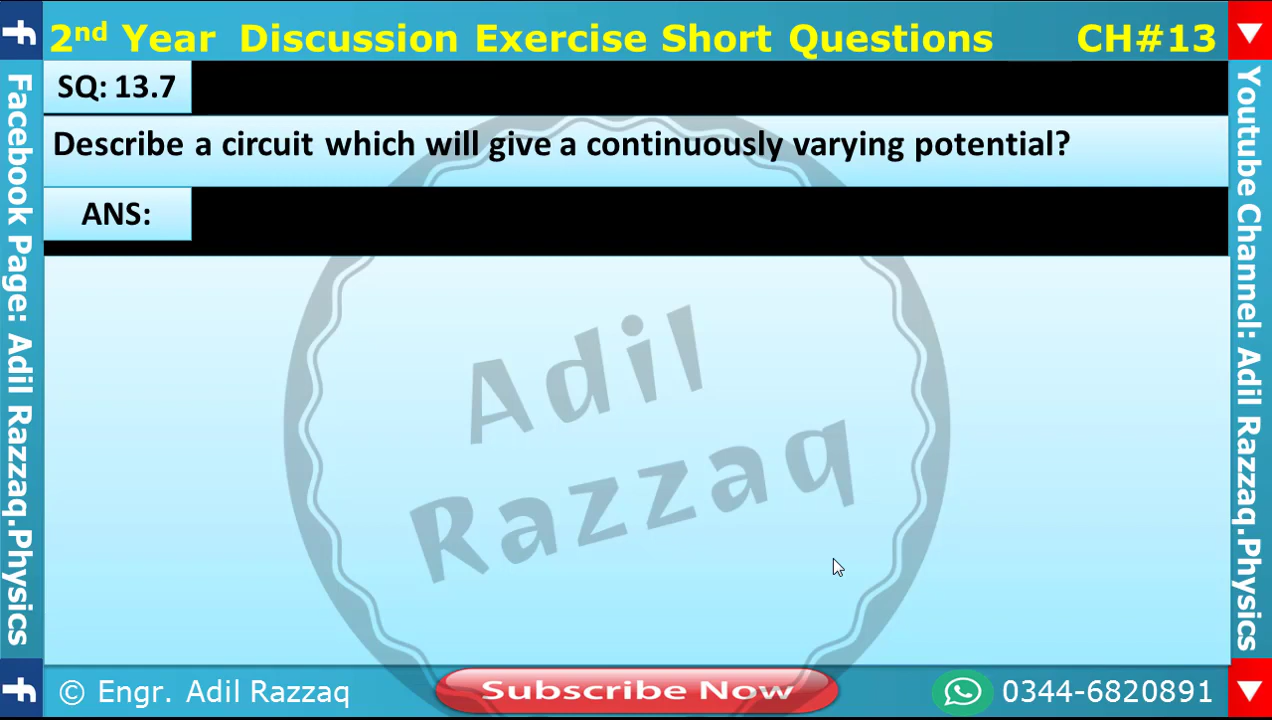 2nd Year Discussion Exercise Short Questions CH#13
SQ: 13.7
Describe a circuit which will give a continuously varying potential?
ANS:
Adil
Razzaq
Facebook Page: Adil Razzaq.Physics
Youtube Channel: Adil Razzaq.Physics
© Engr. Adil Razzaq
Subscribe Now
0344-6820891